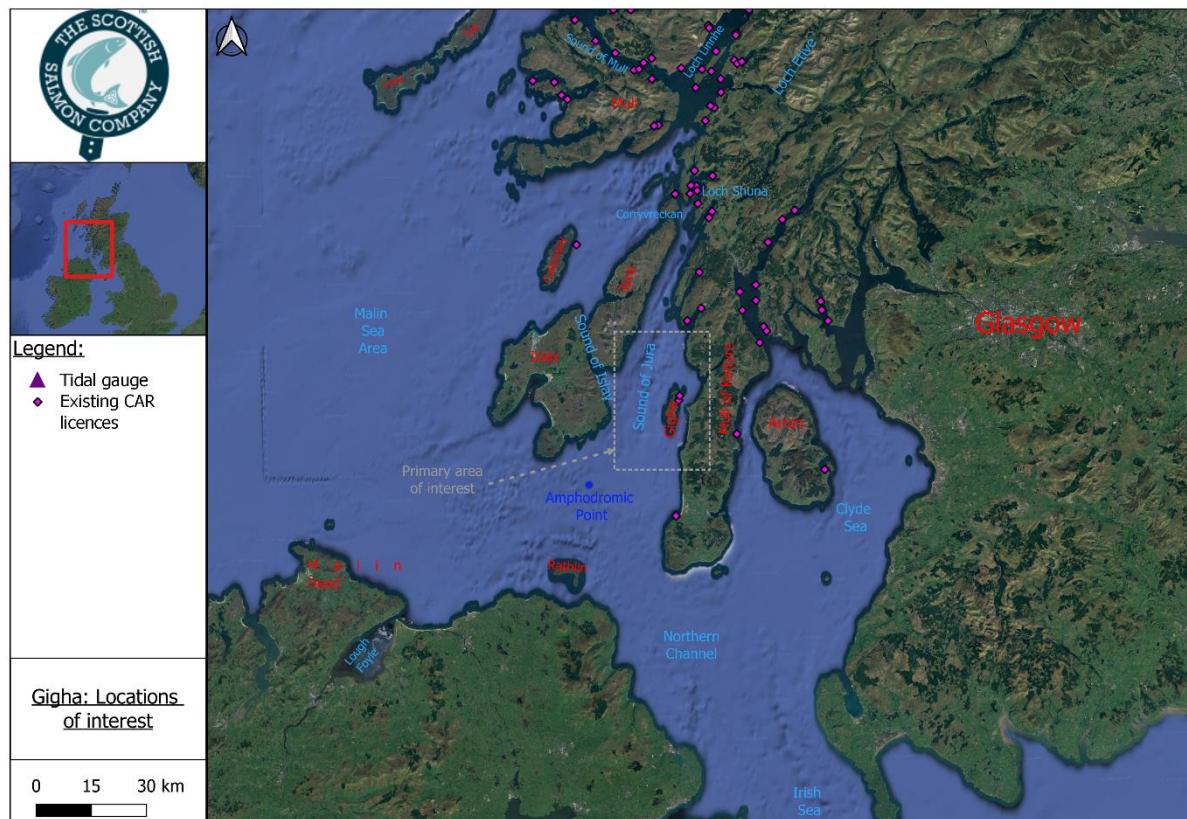 THE SCOTTISH
SALMON COMPANY
TM
Legend:
Tidal gauge
Existing CAR
licences
Gigha: Locations
of interest
0 15 30 km
Sound of Mull
Loch Linnhe
Loch Etive
Mull
Loch Shuna
Corryvreckan
Jura
Malin
Sea
Area
Sound of Islay
Islay
Sound of Jura
Gigha
Mull of Kintyre
Glasgow
Arran
Primary area
of interest
Amphodromic
Point
Clyde
Sea
Malin
Head
Rathlin
Lough
Foyle
Northern
Channel
Irish
Sea